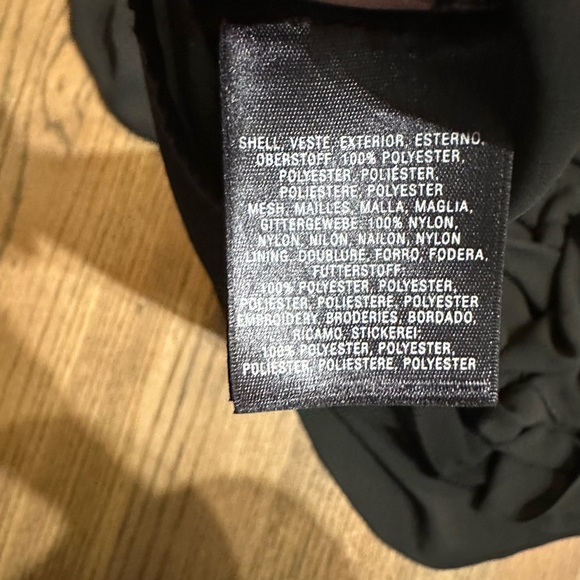 SHELL, VESTE, EXTERIOR, ESTERNO,
OBERSTOFF: 100% POLYESTER,
POLYESTER, POLIÉSTER,
POLIESTERE, POLYESTER
MESH, MAILLES, MALLA, MAGLIA,
GITTERGEWEBE: 100% NYLON,
NYLON, NILON, NAILON, NYLON
LINING, DOUBLURE, FORRO, FODERA,
FUTTERSTOFF:
100% POLYESTER, POLYESTER,
POLIÉSTER, POLIESTERE, POLYESTER
EMBROIDERY, BRODERIES, BORDADO,
RICAMO, STICKEREI:
100% POLYESTER, POLYESTER,
POLIÉSTER, POLIESTERE, POLYESTER